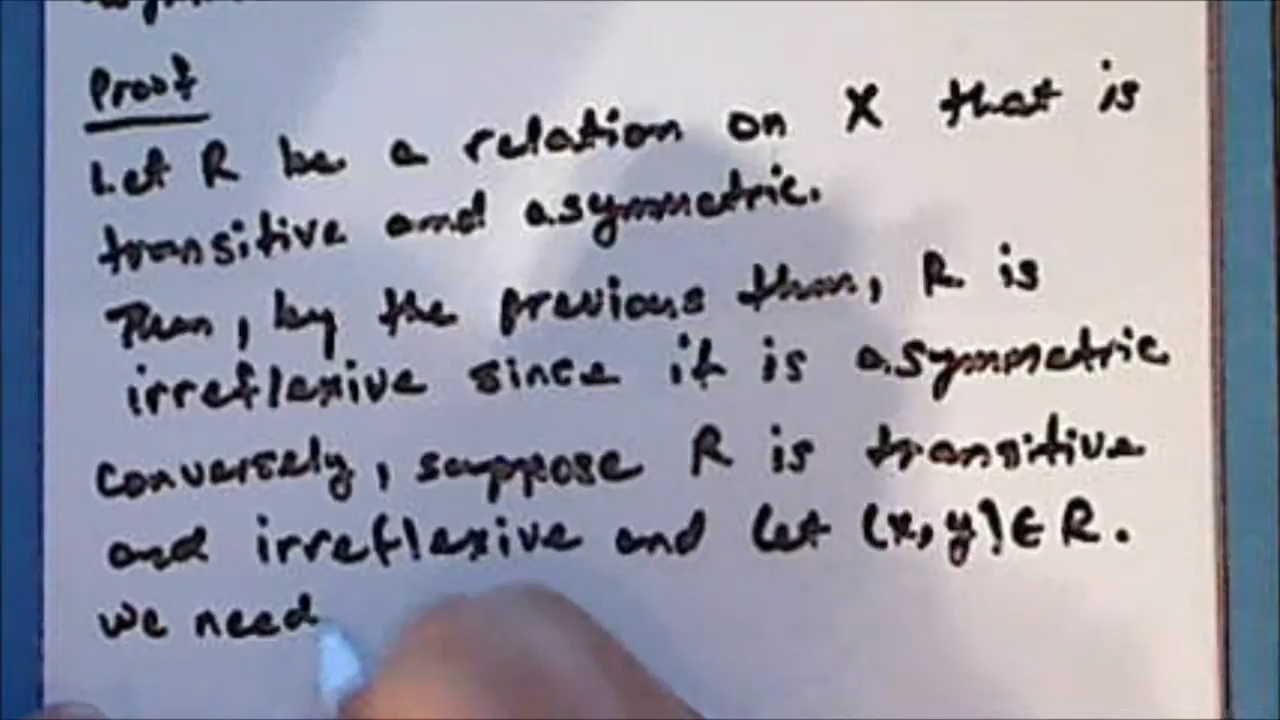 Proof
Let R be a relation on X that is
transitive and asymmetric.
Then, by the previous thm, R is
irreflexive since it is asymmetric
conversely, suppose R is transitive
and irreflexive and let (x,y)∈R.
we need